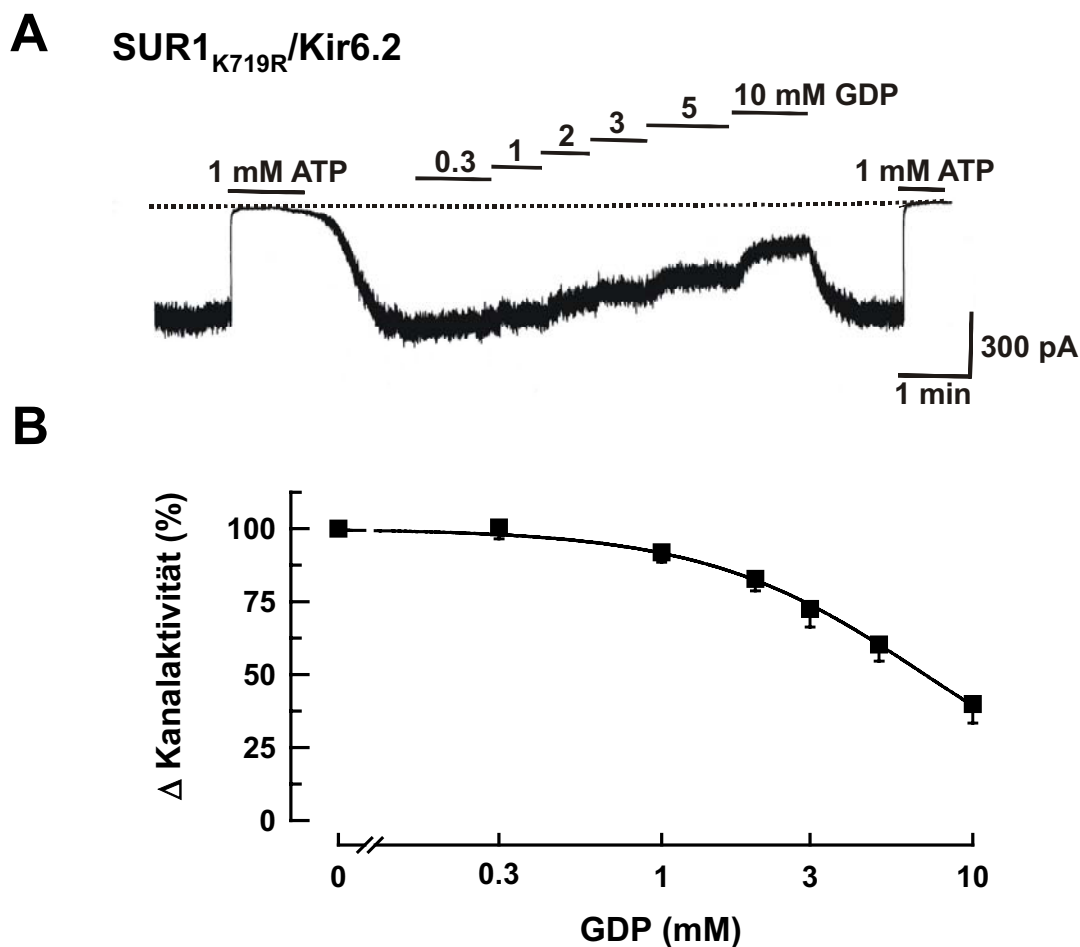 A
SUR1K719R/Kir6.2
1 mM ATP
0.3
1
2
3
5
10 mM GDP
1 mM ATP
300 pA
1 min
B
Δ Kanalaktivität (%)
100
75
50
25
0
0
0.3
1
3
10
GDP (mM)